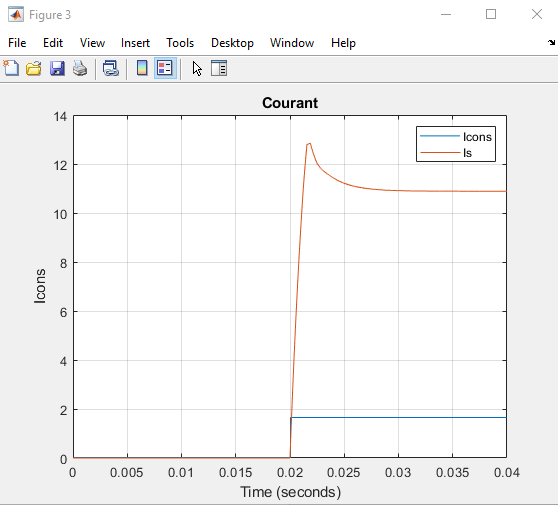 Figure 3
File Edit View Insert Tools Desktop Window Help
Courant
14
12
10
8
6
4
2
0
Icons
Icons
Is
0 0.005 0.01 0.015 0.02 0.025 0.03 0.035 0.04
Time (seconds)